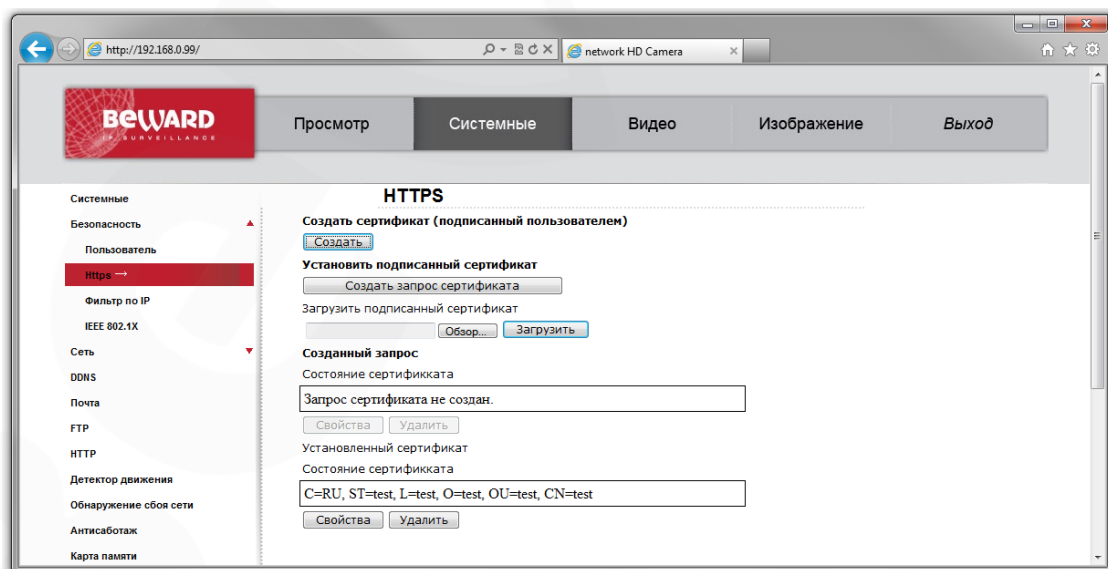 http://192.168.0.99/
network HD Camera
BEWARD
IP SURVEILLANCE
Просмотр
Системные
Видео
Изображение
Выход
Системные
Безопасность
Пользователь
Https →
Фильтр по IP
IEEE 802.1X
Сеть
DDNS
Почта
FTP
HTTP
Детектор движения
Обнаружение сбоя сети
Антисаботаж
Карта памяти
HTTPS
Создать сертификат (подписанный пользователем)
Создать
Установить подписанный сертификат
Создать запрос сертификата
Загрузить подписанный сертификат
Обзор... Загрузить
Созданный запрос
Состояние сертификката
Запрос сертификата не создан.
Свойства Удалить
Установленный сертификат
Состояние сертификката
C=RU, ST=test, L=test, O=test, OU=test, CN=test
Свойства Удалить